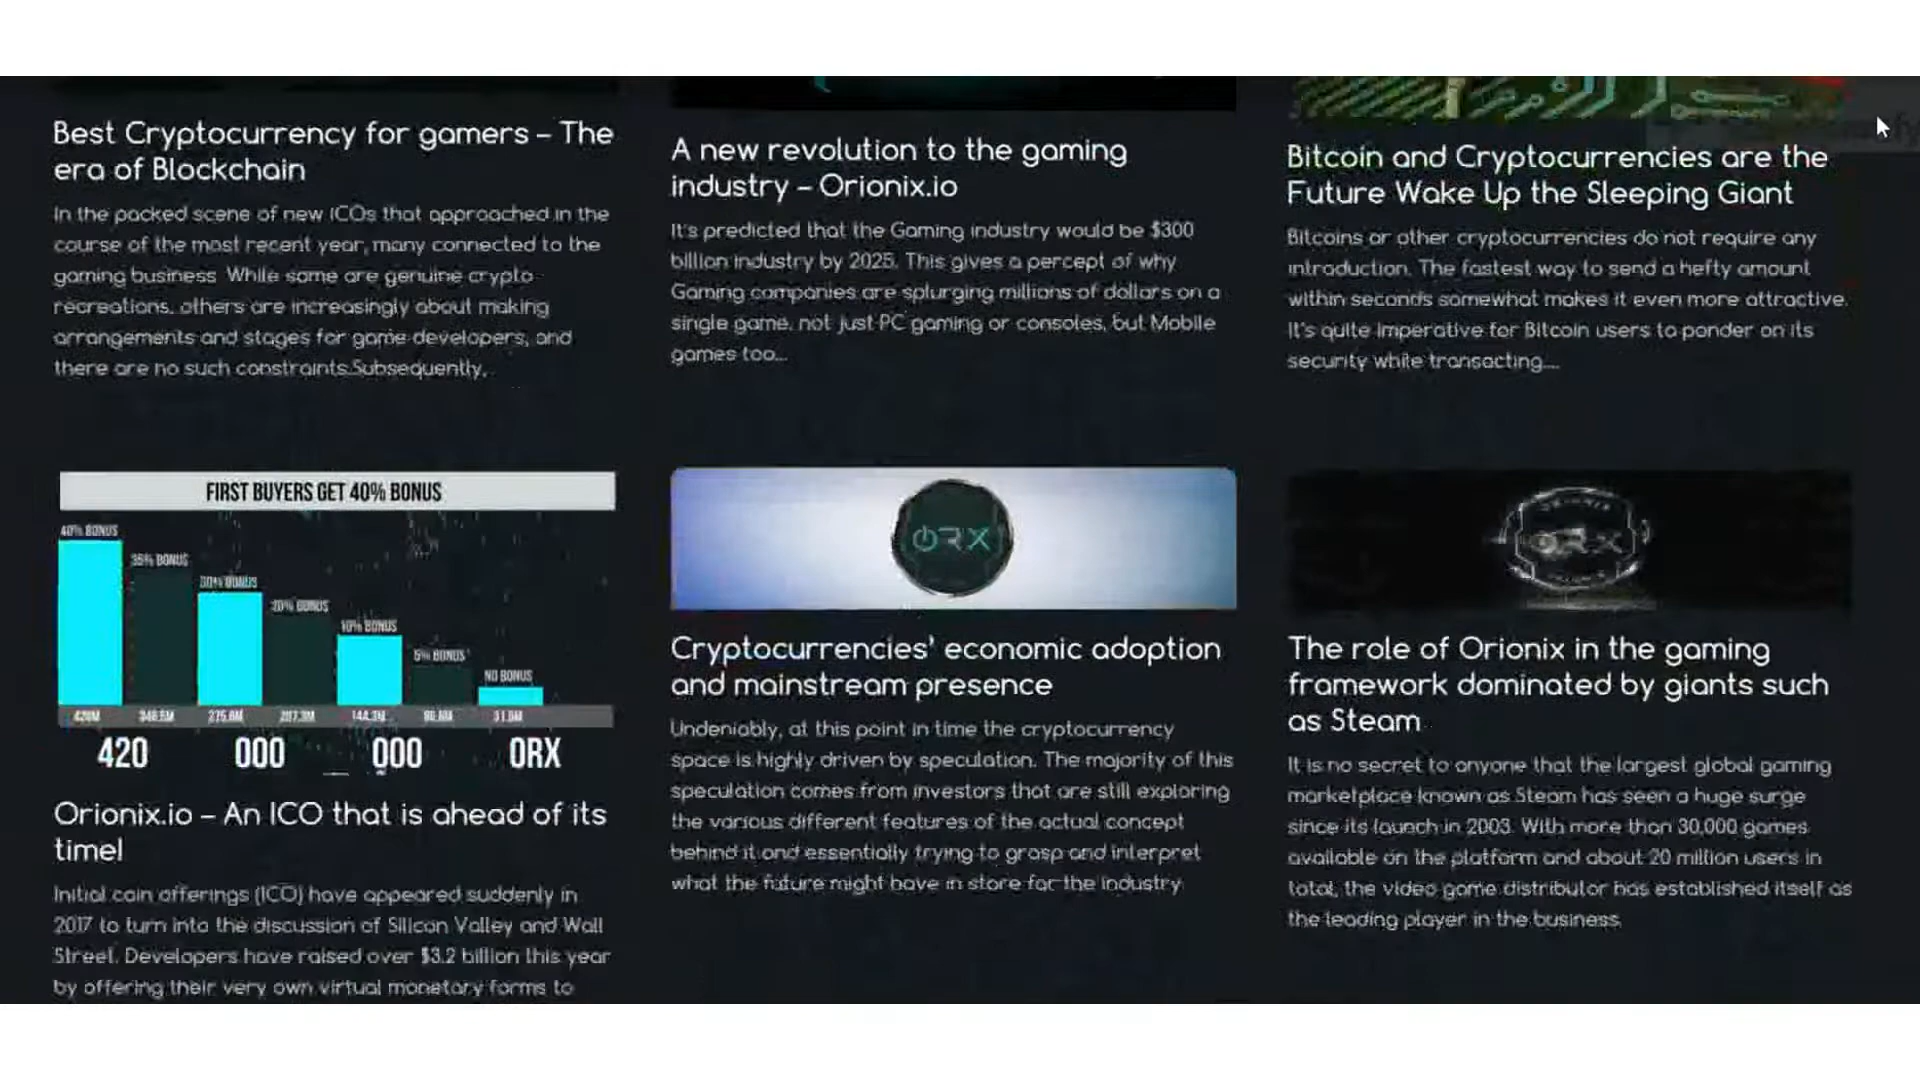 Best Cryptocurrency for gamers – The
era of Blockchain
In the packed scene of new ICOs that approached in the
course of the most recent year, many connected to the
gaming business. While some are genuine crypto
recreations, others are increasingly about making
arrangements and stages for game developers, and
there are no such constraints.Subsequently,
A new revolution to the gaming
industry – Orionix.io
It's predicted that the Gaming industry would be $300
billion industry by 2025. This gives a percept of why
Gaming companies are splurging millions of dollars on a
single game, not just PC gaming or consoles, but Mobile
games too...
Bitcoin and Cryptocurrencies are the
Future Wake Up the Sleeping Giant
Bitcoins or other cryptocurrencies do not require any
introduction. The fastest way to send a hefty amount
within seconds somewhat makes it even more attractive.
It's quite imperative for Bitcoin users to ponder on its
security while transacting....
FIRST BUYERS GET 40% BONUS
40% BONUS
35% BONUS
30% BONUS
20% BONUS
10% BONUS
5% BONUS
NO BONUS
420M
275.6M
144.3M
420 000 000 ORX
Orionix.io – An ICO that is ahead of its
time!
Initial coin offerings (ICO) have appeared suddenly in
2017 to turn into the discussion of Silicon Valley and Wall
Street. Developers have raised over $3.2 billion this year
by offering their very own virtual monetary forms to
ORX
Cryptocurrencies' economic adoption
and mainstream presence
Undeniably, at this point in time the cryptocurrency
space is highly driven by speculation. The majority of this
speculation comes from investors that are still exploring
the various different features of the actual concept
behind it and essentially trying to grasp and interpret
what the future might have in store for the industry
ORX
The role of Orionix in the gaming
framework dominated by giants such
as Steam
It is no secret to anyone that the largest global gaming
marketplace known as Steam has seen a huge surge
since its launch in 2003. With more than 30,000 games
available on the platform and about 20 million users in
total, the video game distributor has established itself as
the leading player in the business.